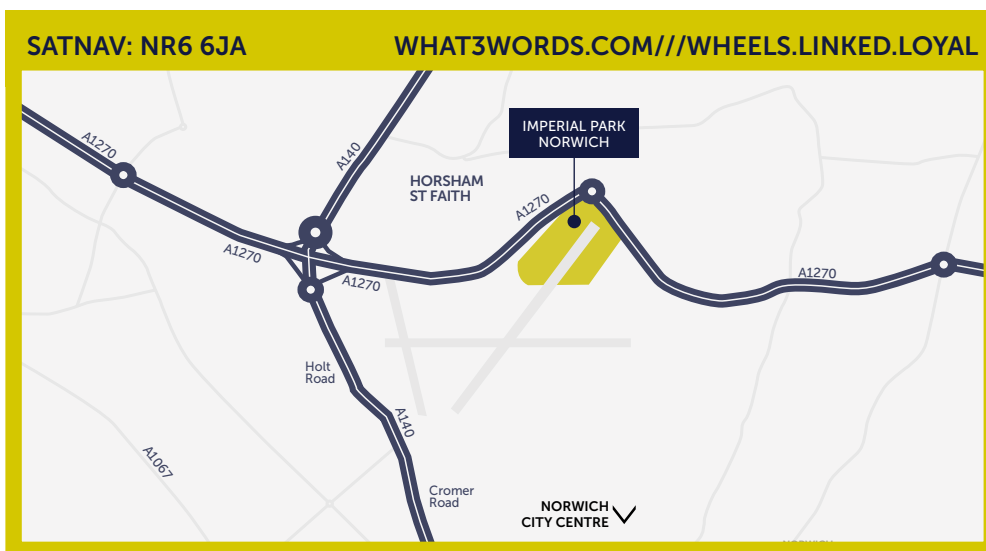 SATNAV: NR6 6JA
WHAT3WORDS.COM///WHEELS.LINKED.LOYAL
IMPERIAL PARK
NORWICH
A1270
A140
HORSHAM
ST FAITH
A1270
A1270
A1270
A1270
Holt
Road
A140
A1067
Cromer
Road
NORWICH
CITY CENTRE